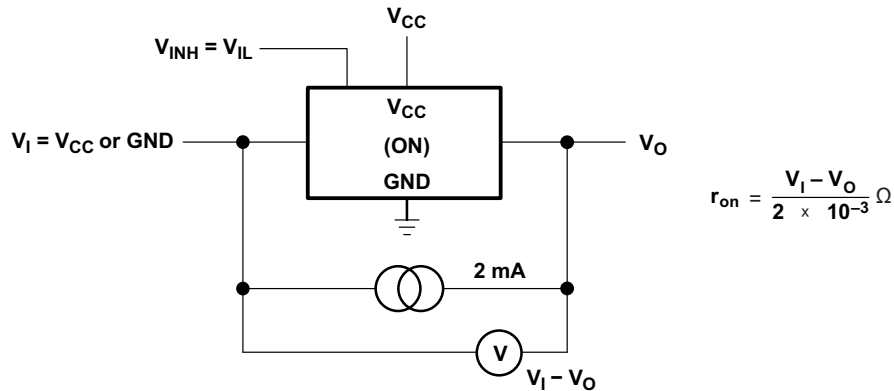 V_CC
V_INH = V_IL
V_CC
V_I = V_CC or GND
(ON)
V_O
GND
r_on = V_I – V_O / 2 × 10^–3 Ω
2 mA
V
V_I – V_O